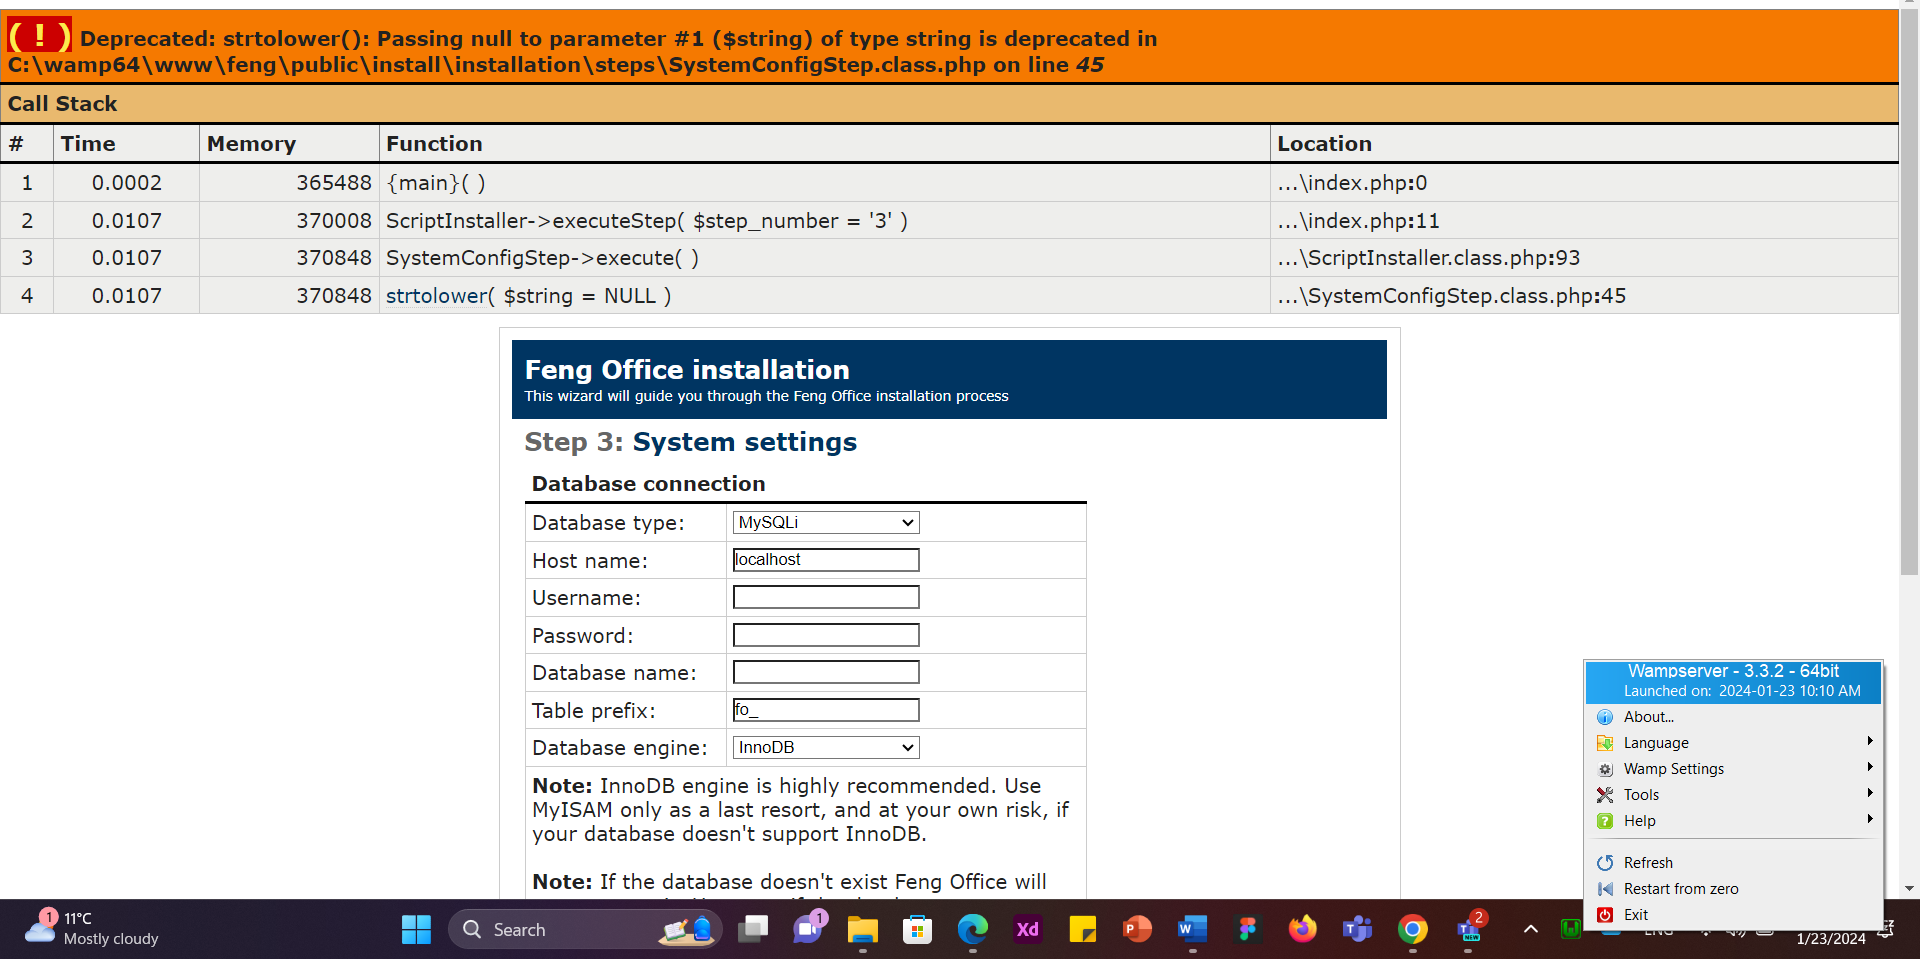 ( ! ) Deprecated: strtolower(): Passing null to parameter #1 ($string) of type string is deprecated in
C:\wamp64\www\feng\public\install\installation\steps\SystemConfigStep.class.php on line 45
Call Stack
# Time Memory Function Location
1 0.0002 365488 {main}( ) ...\index.php:0
2 0.0107 370008 ScriptInstaller->executeStep( $step_number = '3' ) ...\index.php:11
3 0.0107 370848 SystemConfigStep->execute( ) ...\ScriptInstaller.class.php:93
4 0.0107 370848 strtolower( $string = NULL ) ...\SystemConfigStep.class.php:45
Feng Office installation
This wizard will guide you through the Feng Office installation process
Step 3: System settings
Database connection
Database type: MySQLi
Host name: localhost
Username:
Password:
Database name:
Table prefix: fo_
Database engine: InnoDB
Note: InnoDB engine is highly recommended. Use
MyISAM only as a last resort, and at your own risk, if
your database doesn't support InnoDB.
Note: If the database doesn't exist Feng Office will
Wampserver - 3.3.2 - 64bit
Launched on: 2024-01-23 10:10 AM
About...
Language
Wamp Settings
Tools
Help
Refresh
Restart from zero
Exit
1 11°C
Mostly cloudy
Search
1
Xd
P
W
T
2
NEW
1/23/2024